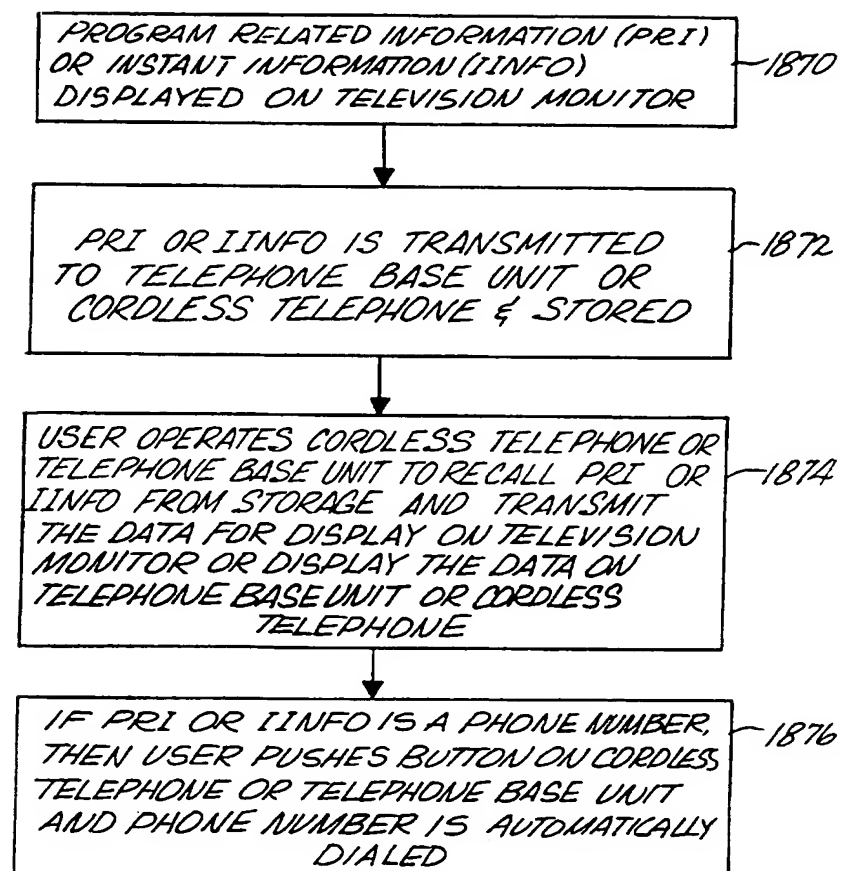 PROGRAM RELATED INFORMATION (PRI)
OR INSTANT INFORMATION (IINFO)
DISPLAYED ON TELEVISION MONITOR
1870
PRI OR IINFO IS TRANSMITTED
TO TELEPHONE BASE UNIT OR
CORDLESS TELEPHONE & STORED
1872
USER OPERATES CORDLESS TELEPHONE OR
TELEPHONE BASE UNIT TO RECALL PRI OR
IINFO FROM STORAGE AND TRANSMIT
THE DATA FOR DISPLAY ON TELEVISION
MONITOR OR DISPLAY THE DATA ON
TELEPHONE BASE UNIT OR CORDLESS
TELEPHONE
1874
IF PRI OR IINFO IS A PHONE NUMBER,
THEN USER PUSHES BUTTON ON CORDLESS
TELEPHONE OR TELEPHONE BASE UNIT
AND PHONE NUMBER IS AUTOMATICALLY
DIALED
1876